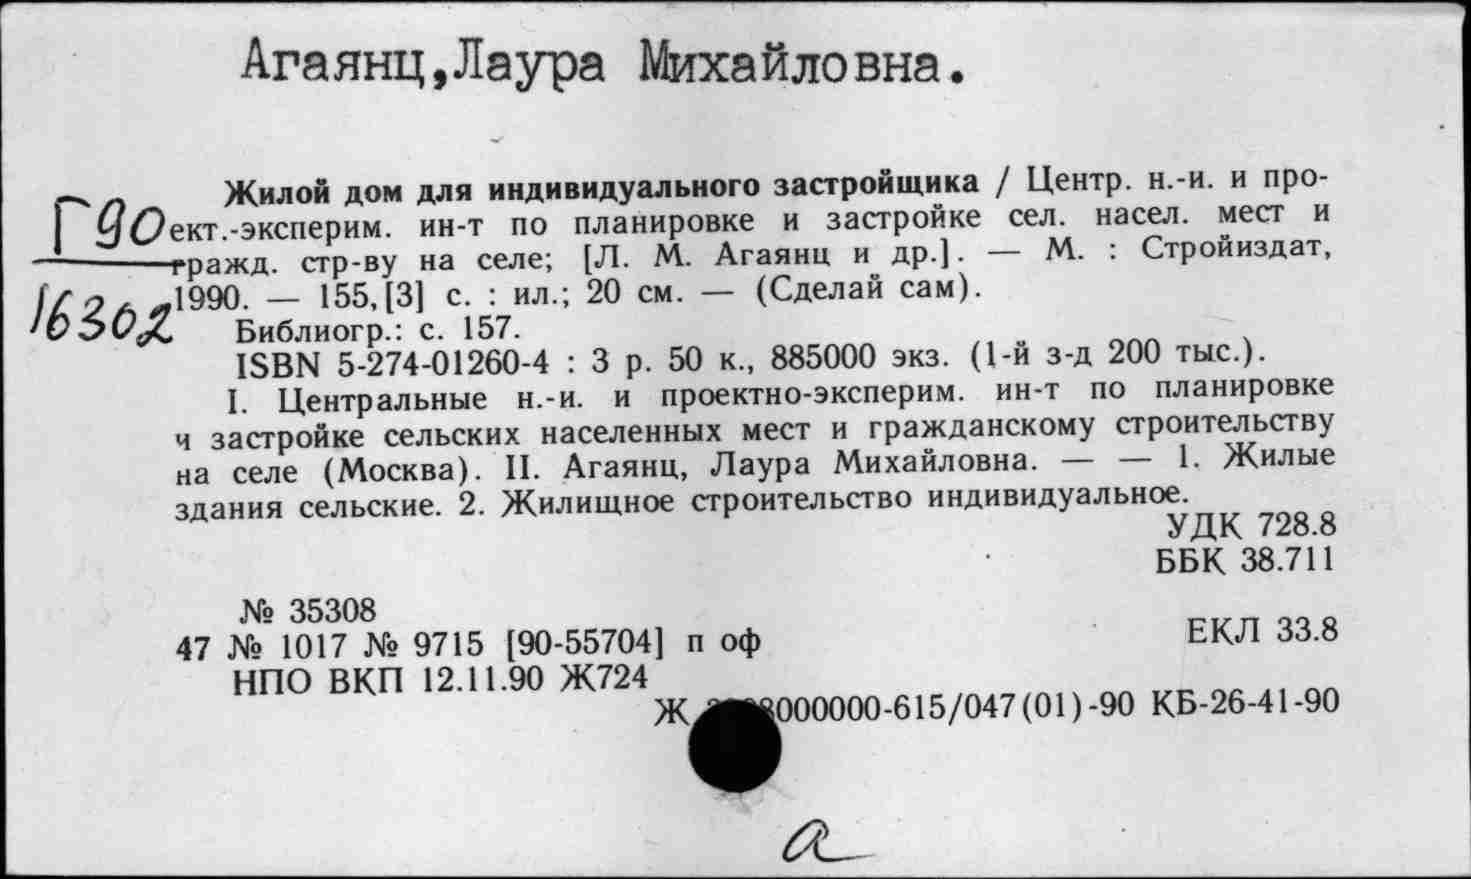 Агаянц,Лаура Михайловна.
Жилой дом для индивидуального застройщика / Центр. н.-и. и про-
Г90
ект.-эксперим. ин-т по планировке и застройке сел. насел. мест и
гражд. стр-ву на селе; [Л. М. Агаянц и др.]. — М. : Стройиздат,
16302
1990. — 155,[3] с. : ил.; 20 см. — (Сделай сам).
Библиогр.: с. 157.
ISBN 5-274-01260-4 : 3 р. 50 к., 885000 экз. (1-й з-д 200 тыс.).
I. Центральные н.-и. и проектно-эксперим. ин-т по планировке
и застройке сельских населенных мест и гражданскому строительству
на селе (Москва). II. Агаянц, Лаура Михайловна. — — 1. Жилые
здания сельские. 2. Жилищное строительство индивидуальное.
УДК 728.8
ББК 38.711
№ 35308
47 № 1017 № 9715 [90-55704] п оф
ЕКЛ 33.8
НПО ВКП 12.11.90 Ж724
Ж 000000-615/047(01)-90 КБ-26-41-90
а